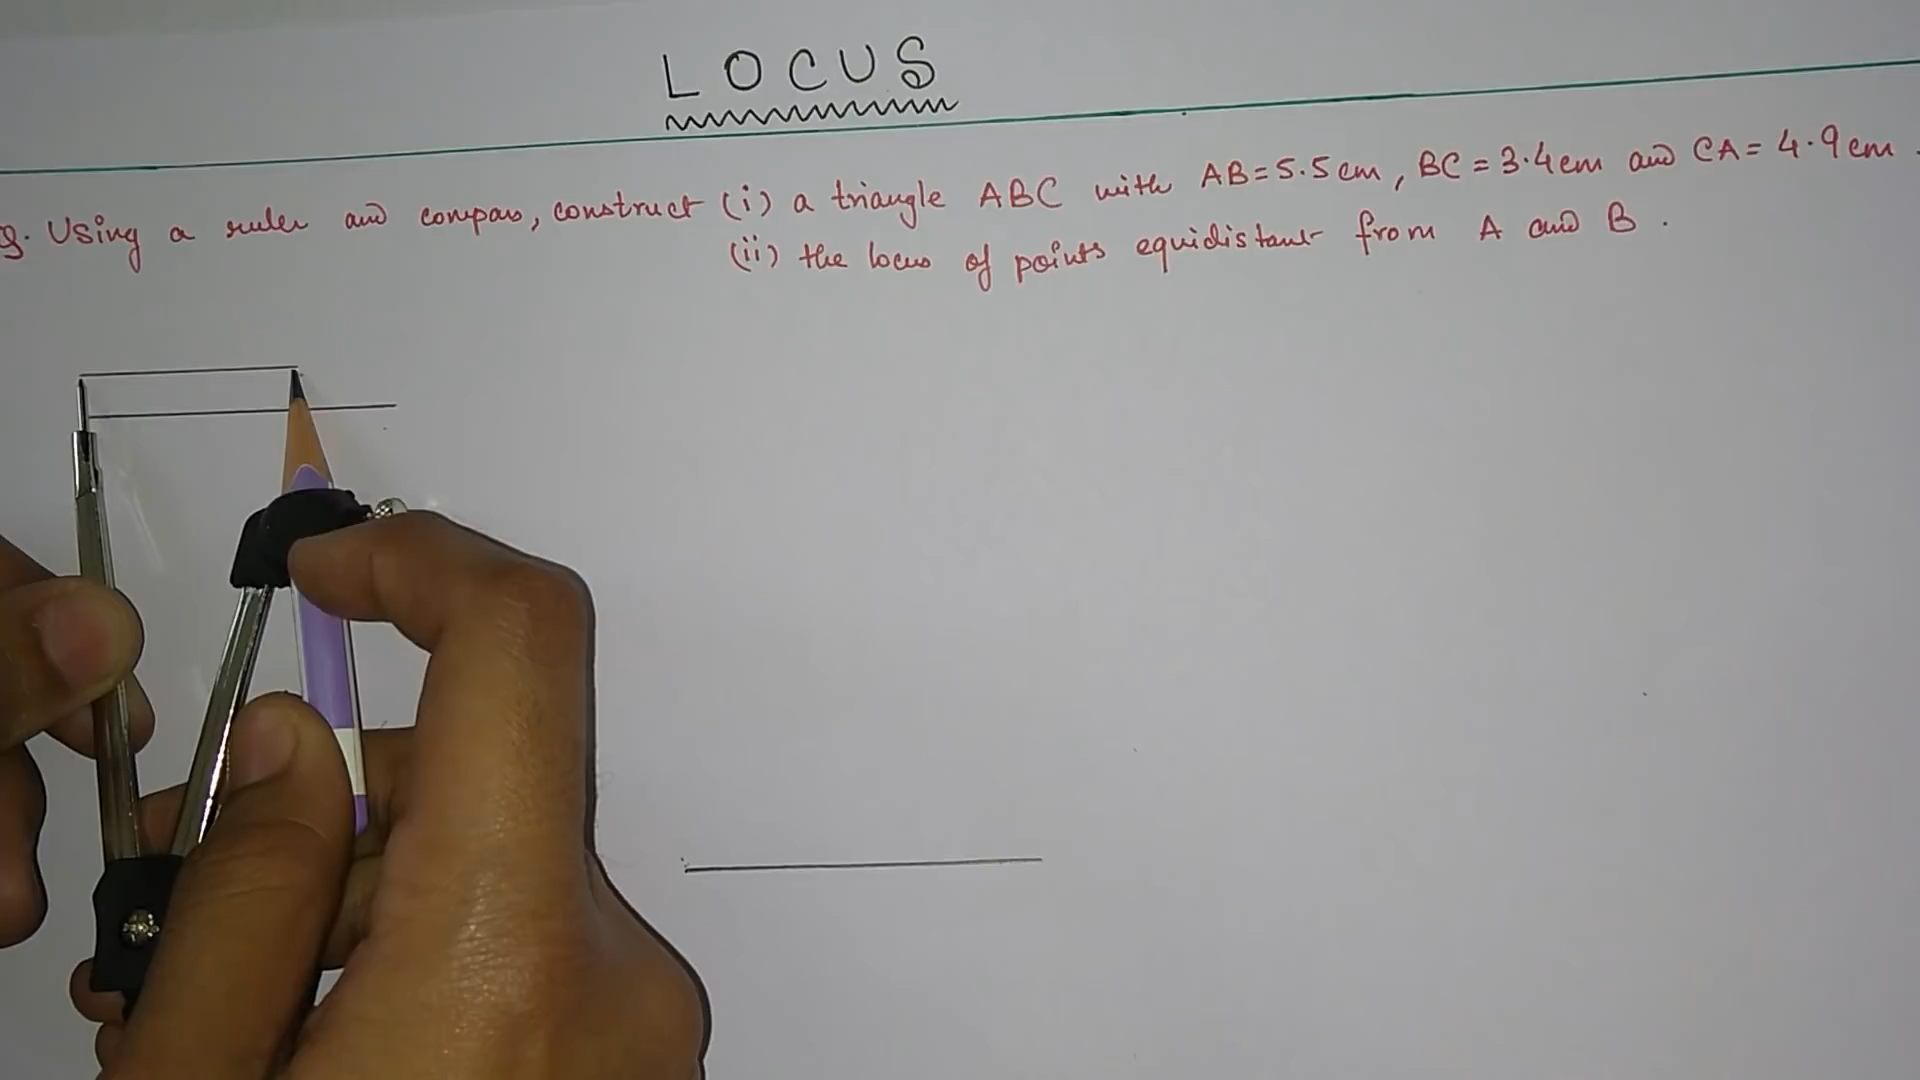 LOCUS
g. Using a ruler and compass, construct (i) a triangle ABC with AB=5.5cm, BC=3.4cm and CA=4.9cm.
(ii) the locus of points equidistant from A and B.